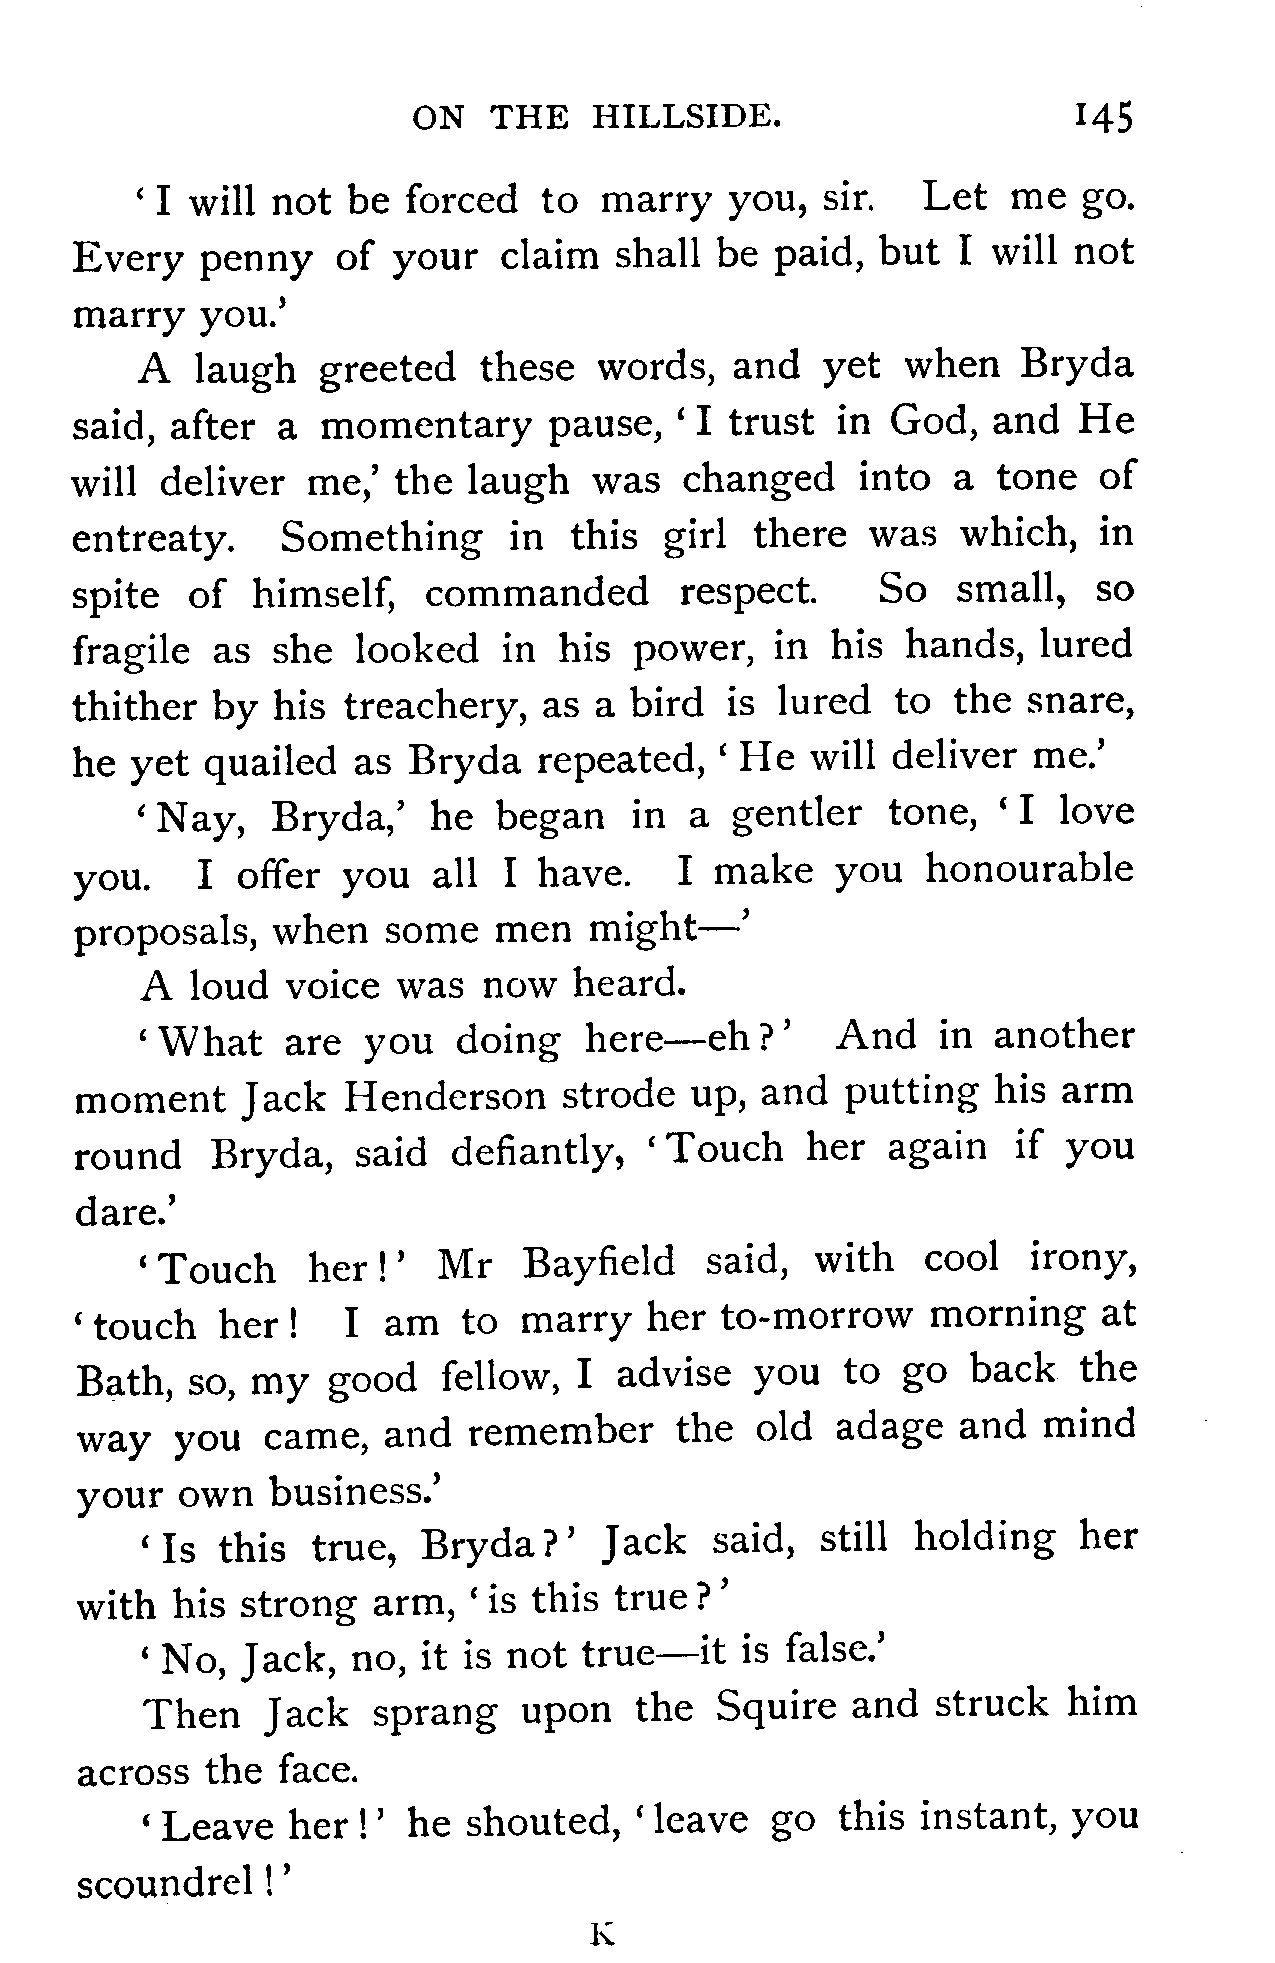 ON THE HILLSIDE. 145
‘I will not be forced to marry you, sir. Let me go.
Every penny of your claim shall be paid, but I will not
marry you.’
A laugh greeted these words, and yet when Bryda
said, after a momentary pause, ‘I trust in God, and He
will deliver me,’ the laugh was changed into a tone of
entreaty. Something in this girl there was which, in
spite of himself, commanded respect. So small, so
fragile as she looked in his power, in his hands, lured
thither by his treachery, as a bird is lured to the snare,
he yet quailed as Bryda repeated, ‘He will deliver me.’
‘Nay, Bryda,’ he began in a gentler tone, ‘I love
you. I offer you all I have. I make you honourable
proposals, when some men might—’
A loud voice was now heard.
‘What are you doing here—eh?’ And in another
moment Jack Henderson strode up, and putting his arm
round Bryda, said defiantly, ‘Touch her again if you
dare.’
‘Touch her!’ Mr Bayfield said, with cool irony,
‘touch her! I am to marry her to-morrow morning at
Bath, so, my good fellow, I advise you to go back the
way you came, and remember the old adage and mind
your own business.’
‘Is this true, Bryda?’ Jack said, still holding her
with his strong arm, ‘is this true?’
‘No, Jack, no, it is not true—it is false.’
Then Jack sprang upon the Squire and struck him
across the face.
‘Leave her!’ he shouted, ‘leave go this instant, you
scoundrel!’
K